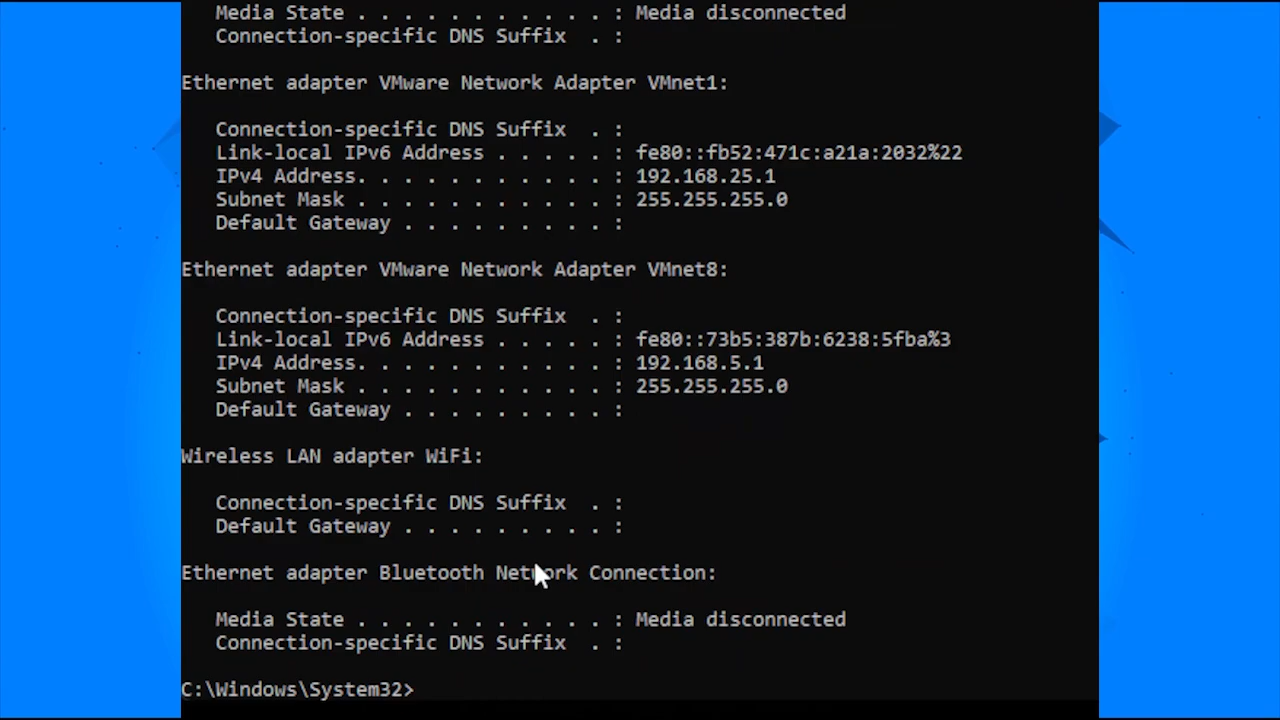 Media State . . . . . . . . . . . : Media disconnected
Connection-specific DNS Suffix  . :
Ethernet adapter VMware Network Adapter VMnet1:
Connection-specific DNS Suffix  . :
Link-local IPv6 Address . . . . . : fe80::fb52:471c:a21a:2032%22
IPv4 Address. . . . . . . . . . . : 192.168.25.1
Subnet Mask . . . . . . . . . . . : 255.255.255.0
Default Gateway . . . . . . . . . :
Ethernet adapter VMware Network Adapter VMnet8:
Connection-specific DNS Suffix  . :
Link-local IPv6 Address . . . . . : fe80::73b5:387b:6238:5fba%3
IPv4 Address. . . . . . . . . . . : 192.168.5.1
Subnet Mask . . . . . . . . . . . : 255.255.255.0
Default Gateway . . . . . . . . . :
Wireless LAN adapter WiFi:
Connection-specific DNS Suffix  . :
Default Gateway . . . . . . . . . :
Ethernet adapter Bluetooth Network Connection:
Media State . . . . . . . . . . . : Media disconnected
Connection-specific DNS Suffix  . :
C:\Windows\System32>